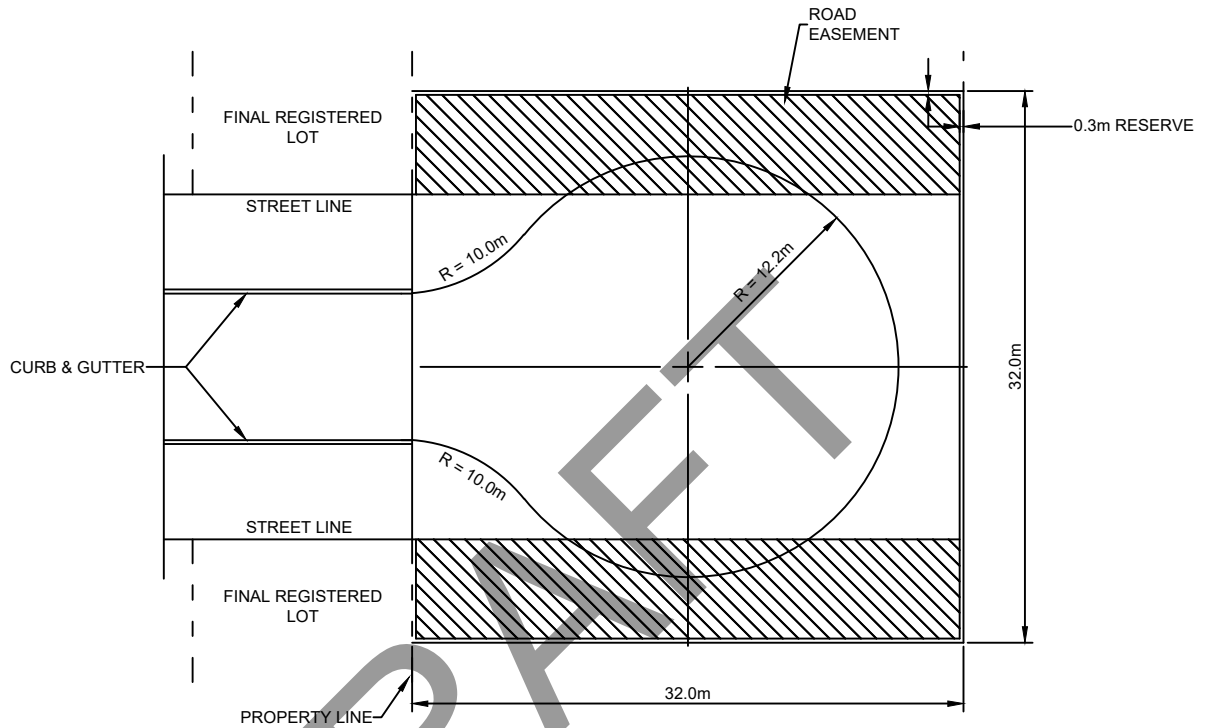 ROAD
EASEMENT
FINAL REGISTERED
LOT
0.3m RESERVE
STREET LINE
R = 10.0m
R = 12.2m
CURB & GUTTER
32.0m
R = 10.0m
STREET LINE
FINAL REGISTERED
LOT
32.0m
PROPERTY LINE
DRAFT